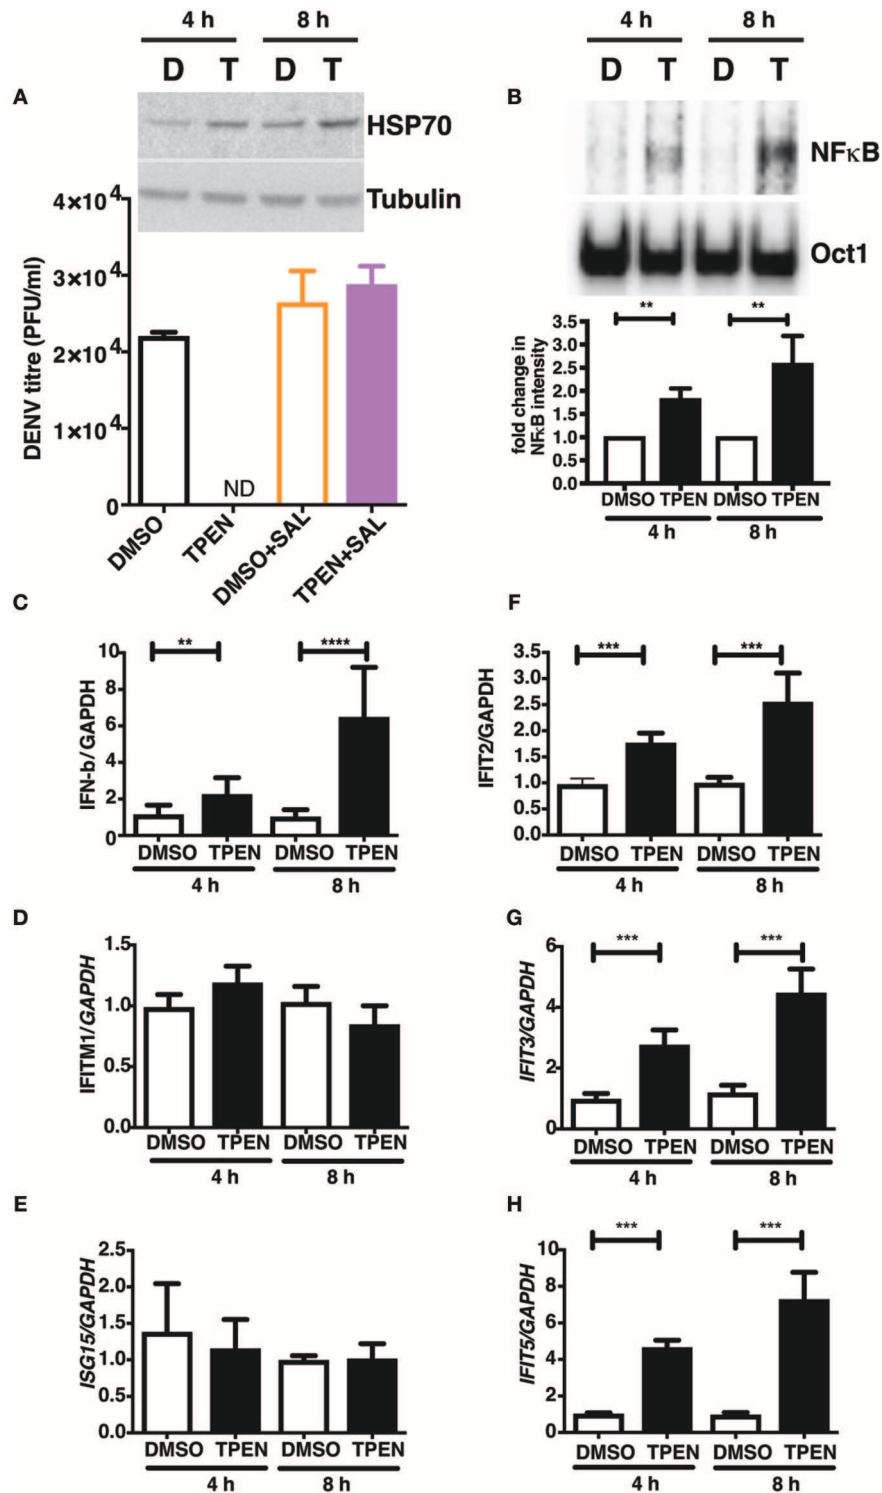 4 h 8 h
D T D T
A
HSP70
Tubulin
4×10⁴
3×10⁴
2×10⁴
1×10⁴
0
DENV titre (PFU/ml)
ND
DMSO
TPEN
DMSO+SAL
TPEN+SAL
4 h 8 h
D T D T
B
NFκB
Oct1
** **
3.5
3.0
2.5
2.0
1.5
1.0
0.5
0.0
fold change in
NFκB intensity
DMSO TPEN DMSO TPEN
4 h 8 h
C
** ****
10
8
6
4
2
0
IFN-b/GAPDH
DMSO TPEN DMSO TPEN
4 h 8 h
F
*** ***
3.5
3.0
2.5
2.0
1.5
1.0
0.5
0.0
IFIT2/GAPDH
DMSO TPEN DMSO TPEN
4 h 8 h
D
1.5
1.0
0.5
0.0
IFITM1/GAPDH
DMSO TPEN DMSO TPEN
4 h 8 h
G
*** ***
6
4
2
0
IFIT3/GAPDH
DMSO TPEN DMSO TPEN
4 h 8 h
E
2.5
2.0
1.5
1.0
0.5
0.0
ISG15/GAPDH
DMSO TPEN DMSO TPEN
4 h 8 h
H
*** ***
10
8
6
4
2
0
IFIT5/GAPDH
DMSO TPEN DMSO TPEN
4 h 8 h